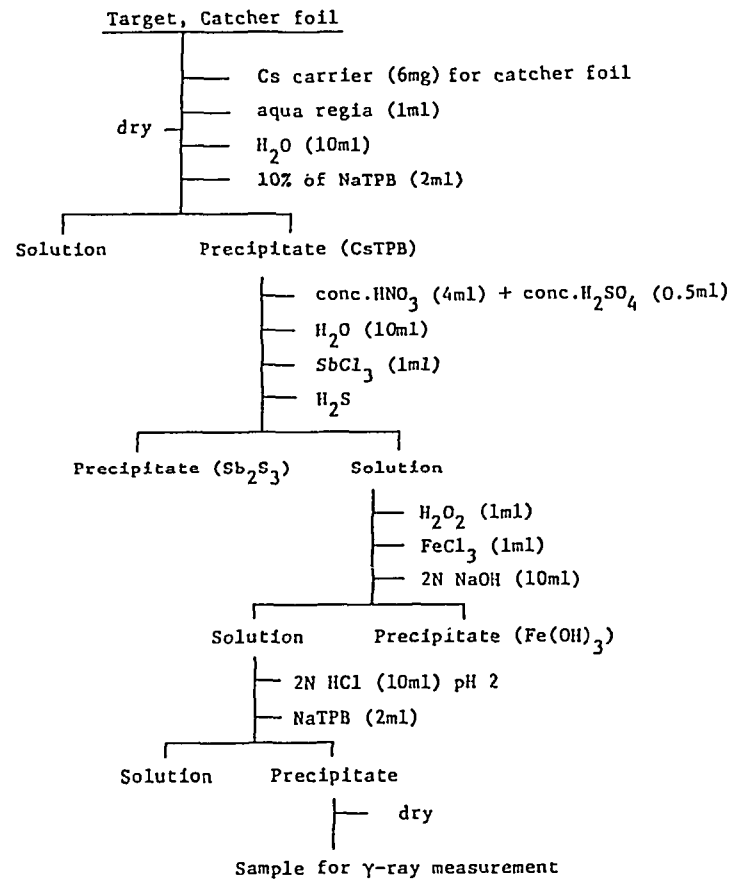 Target, Catcher foil
Cs carrier (6mg) for catcher foil
aqua regia (1ml)
dry
H₂O (10ml)
10% of NaTPB (2ml)
Solution Precipitate (CsTPB)
conc.HNO₃ (4ml) + conc.H₂SO₄ (0.5ml)
H₂O (10ml)
SbCl₃ (1ml)
H₂S
Precipitate (Sb₂S₃) Solution
H₂O₂ (1ml)
FeCl₃ (1ml)
2N NaOH (10ml)
Solution Precipitate (Fe(OH)₃)
2N HCl (10ml) pH 2
NaTPB (2ml)
Solution Precipitate
dry
Sample for γ-ray measurement